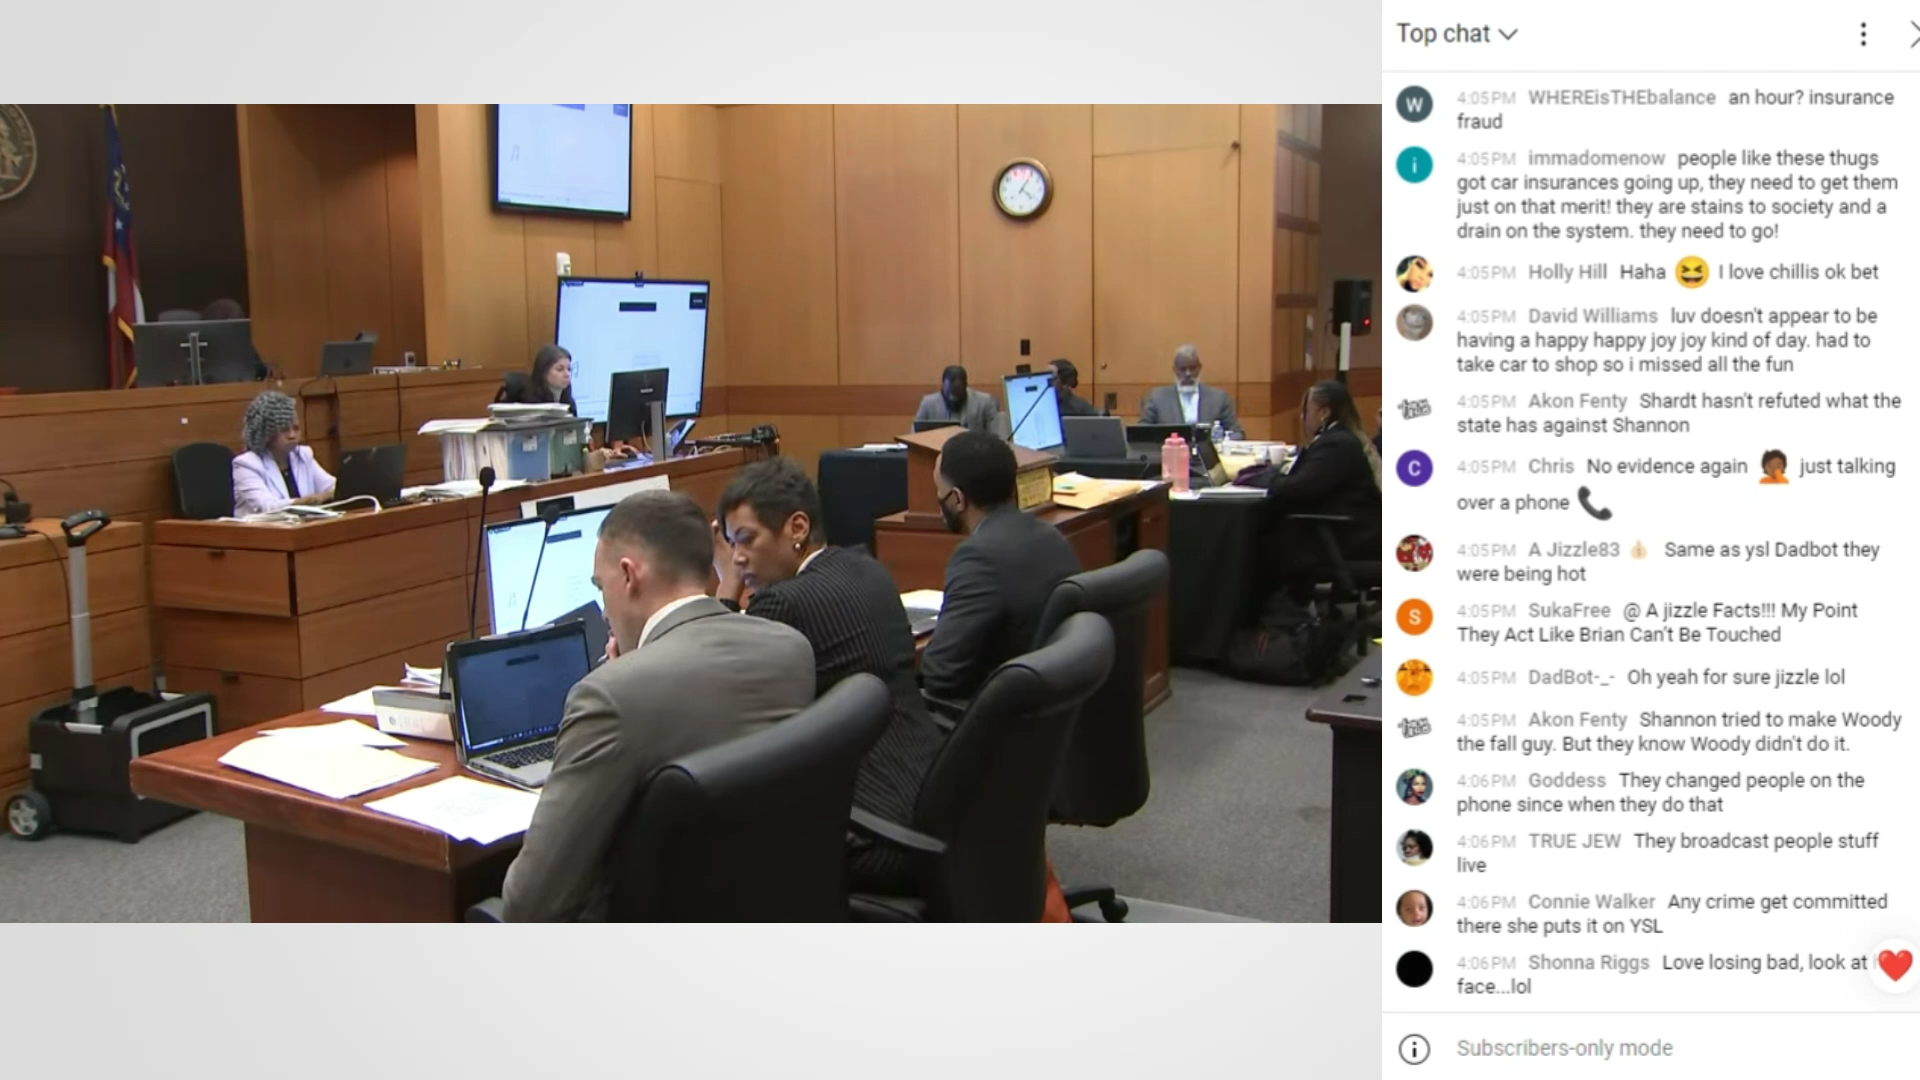 Top chat
4:05 PM WHEREisTHEbalance an hour? insurance
fraud
4:05 PM immadomenow people like these thugs
got car insurances going up, they need to get them
just on that merit! they are stains to society and a
drain on the system. they need to go!
4:05 PM Holly Hill Haha 😆 I love chillis ok bet
4:05 PM David Williams luv doesn't appear to be
having a happy happy joy joy kind of day. had to
take car to shop so i missed all the fun
4:05 PM Akon Fenty Shardt hasn't refuted what the
state has against Shannon
4:05 PM Chris No evidence again 🤦🏾 just talking
over a phone 📞
4:05 PM A Jizzle83 👍🏻 Same as ysl Dadbot they
were being hot
4:05 PM SukaFree @ A jizzle Facts!!! My Point
They Act Like Brian Can't Be Touched
4:05 PM DadBot-_- Oh yeah for sure jizzle lol
4:05 PM Akon Fenty Shannon tried to make Woody
the fall guy. But they know Woody didn't do it.
4:06 PM Goddess They changed people on the
phone since when they do that
4:06 PM TRUE JEW They broadcast people stuff
live
4:06 PM Connie Walker Any crime get committed
there she puts it on YSL
4:06 PM Shonna Riggs Love losing bad, look at
face...lol
Subscribers-only mode